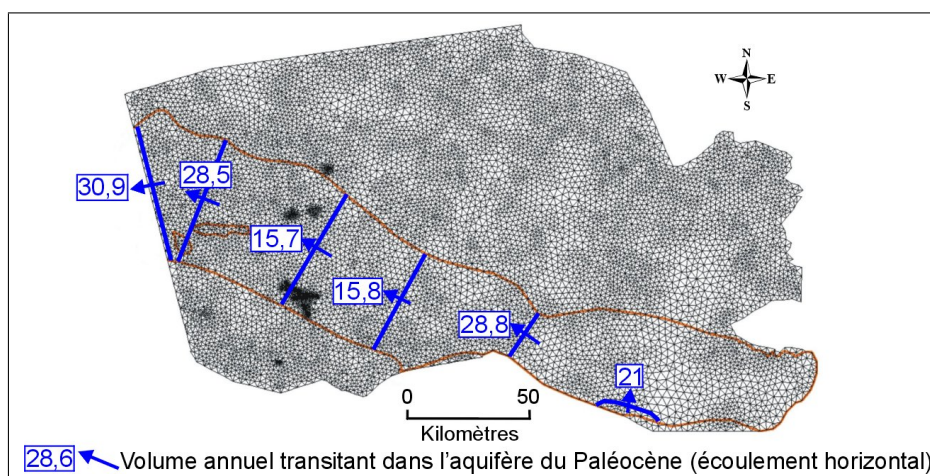 N
W E
S
30,9
28,5
15,7
15,8
28,8
21
0 50
Kilomètres
28,6 Volume annuel transitant dans l'aquifère du Paléocène (écoulement horizontal)